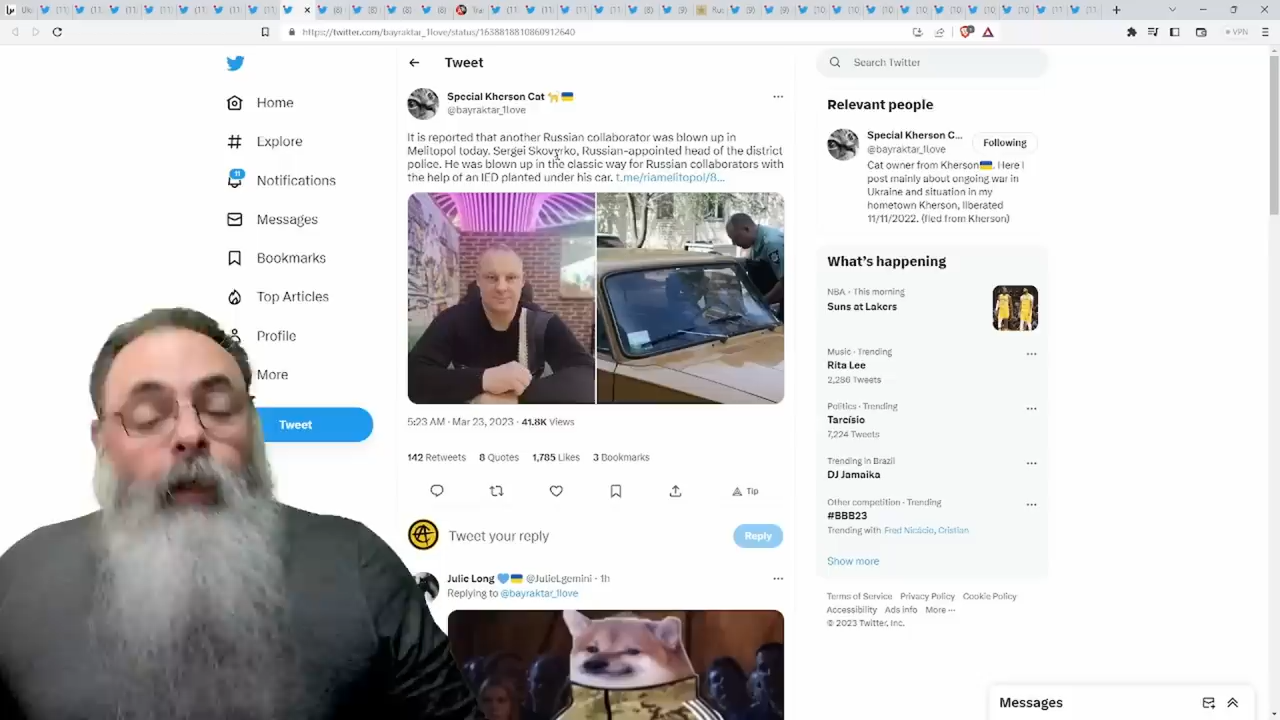 https://twitter.com/bayraktar_1love/status/1638818810860912640
VPN
Tweet
Search Twitter
Home
Explore
11
Notifications
Messages
Bookmarks
Top Articles
Profile
More
Tweet
Special Kherson Cat
@bayraktar_1love
It is reported that another Russian collaborator was blown up in
Melitopol today. Sergei Skovyrko, Russian-appointed head of the district
police. He was blown up in the classic way for Russian collaborators with
the help of an IED planted under his car. t.me/riamelitopol/8...
5:23 AM · Mar 23, 2023 · 41.8K Views
142 Retweets 8 Quotes 1,785 Likes 3 Bookmarks
Tip
Tweet your reply
Reply
Julie Long @JulieLgemini · 1h
Replying to @bayraktar_1love
Relevant people
Special Kherson C...
@bayraktar_1love
Following
Cat owner from Kherson. Here I
post mainly about ongoing war in
Ukraine and situation in my
hometown Kherson, liberated
11/11/2022. (fled from Kherson)
What's happening
NBA · This morning
Suns at Lakers
Music · Trending
Rita Lee
2,286 Tweets
Politics · Trending
Tarcísio
7,224 Tweets
Trending in Brazil
DJ Jamaika
Other competition · Trending
#BBB23
Trending with Fred Nicácio, Cristian
Show more
Terms of Service Privacy Policy Cookie Policy
Accessibility Ads info More ···
© 2023 Twitter, Inc.
Messages